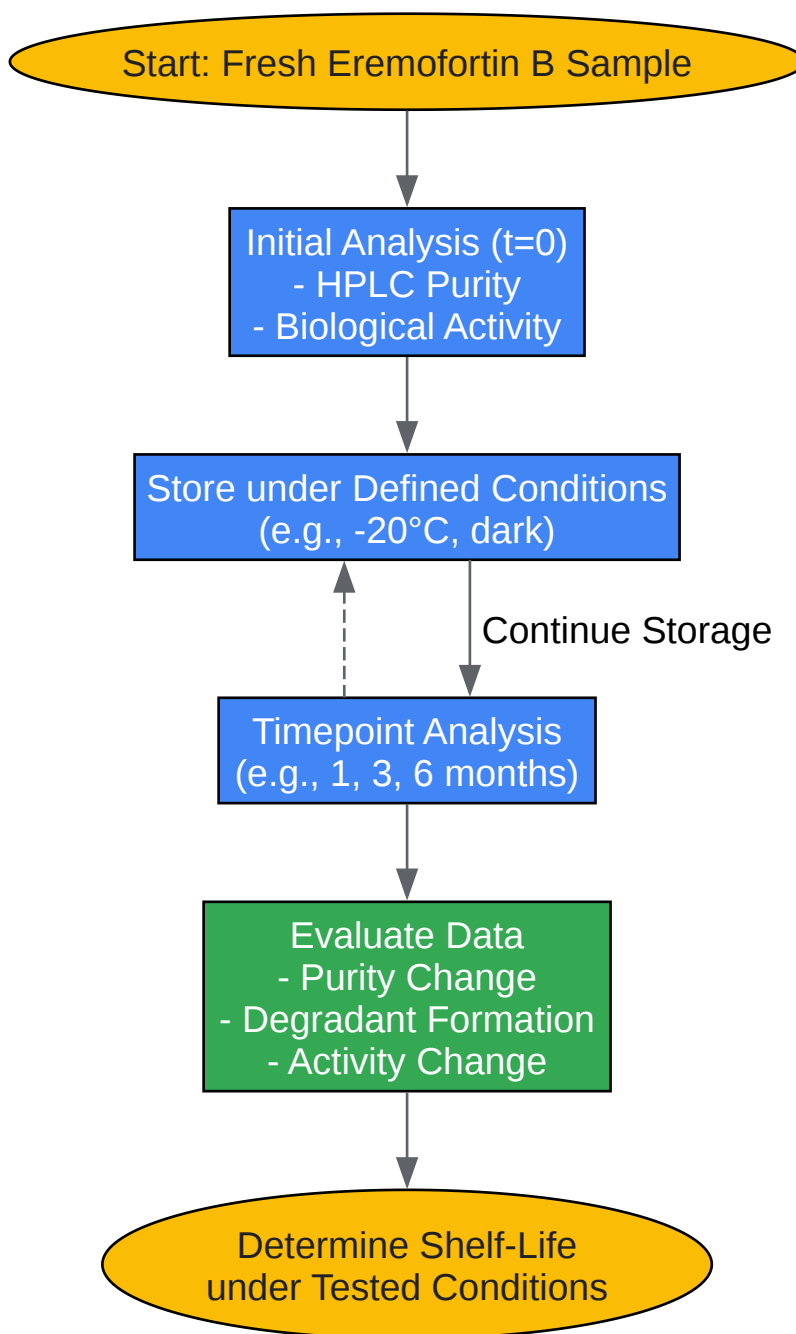 Start: Fresh Eremofortin B Sample
Initial Analysis (t=0)
- HPLC Purity
- Biological Activity
Store under Defined Conditions
(e.g., -20°C, dark)
Continue Storage
Timepoint Analysis
(e.g., 1, 3, 6 months)
Evaluate Data
- Purity Change
- Degradant Formation
- Activity Change
Determine Shelf-Life
under Tested Conditions